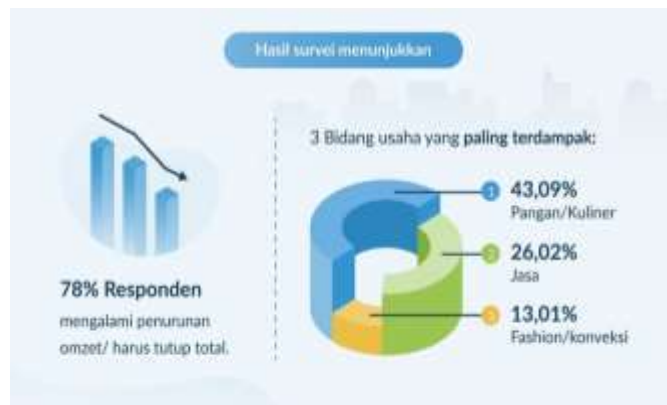 Hasil survei menunjukkan
78% Responden
mengalami penurunan
omzet/ harus tutup total.
3 Bidang usaha yang paling terdampak:
1
43,09%
Pangan/Kuliner
2
26,02%
Jasa
3
13,01%
Fashion/konveksi